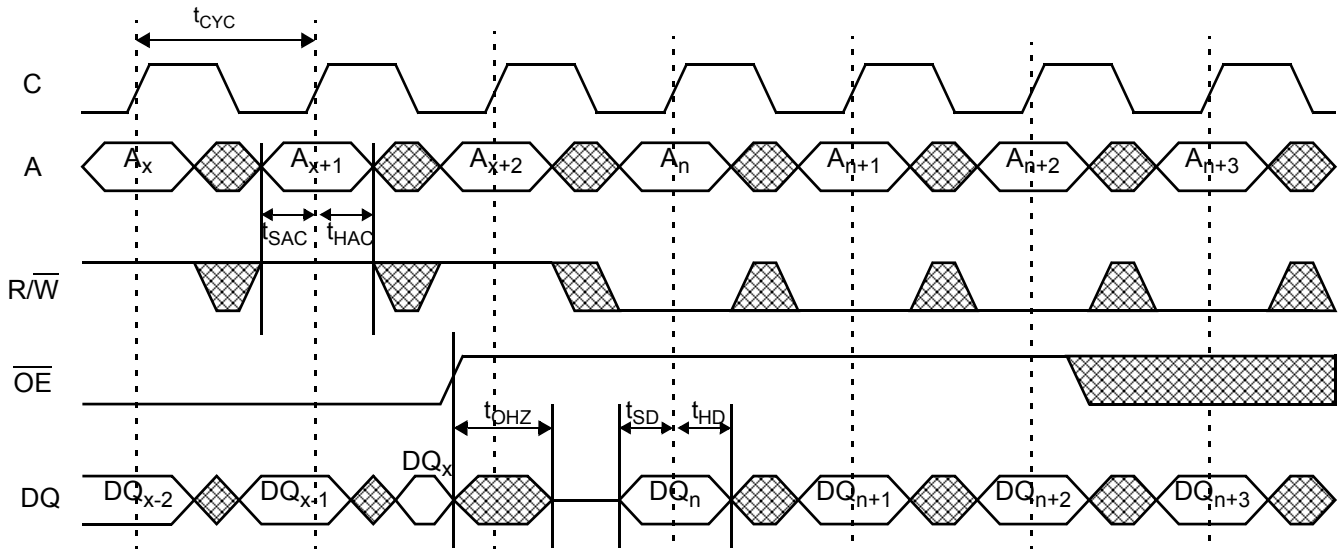 tCYC
C
A Ax Ax+1 Ax+2 An An+1 An+2 An+3
tSAC tHAC
R/W̅
O̅E̅
tOHZ tSD tHD
DQx
DQ DQx-2 DQx-1 DQn DQn+1 DQn+2 DQn+3